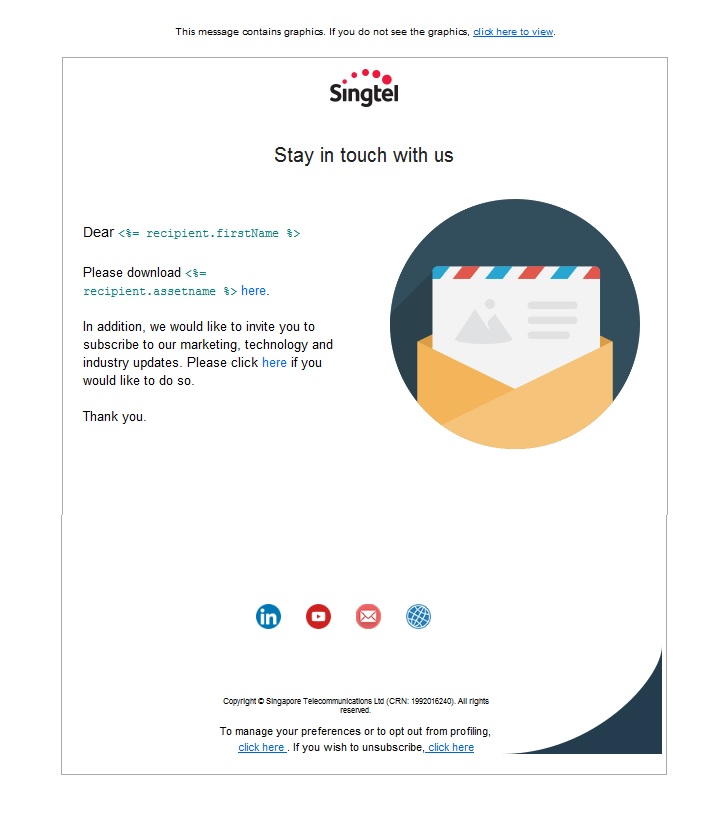 This message contains graphics. If you do not see the graphics, click here to view.
Singtel
Stay in touch with us
Dear <%= recipient.firstName %>
Please download <%=
recipient.assetname %> here.
In addition, we would like to invite you to
subscribe to our marketing, technology and
industry updates. Please click here if you
would like to do so.
Thank you.
in
Copyright © Singapore Telecommunications Ltd (CRN: 1992016240). All rights
reserved.
To manage your preferences or to opt out from profiling,
click here . If you wish to unsubscribe, click here